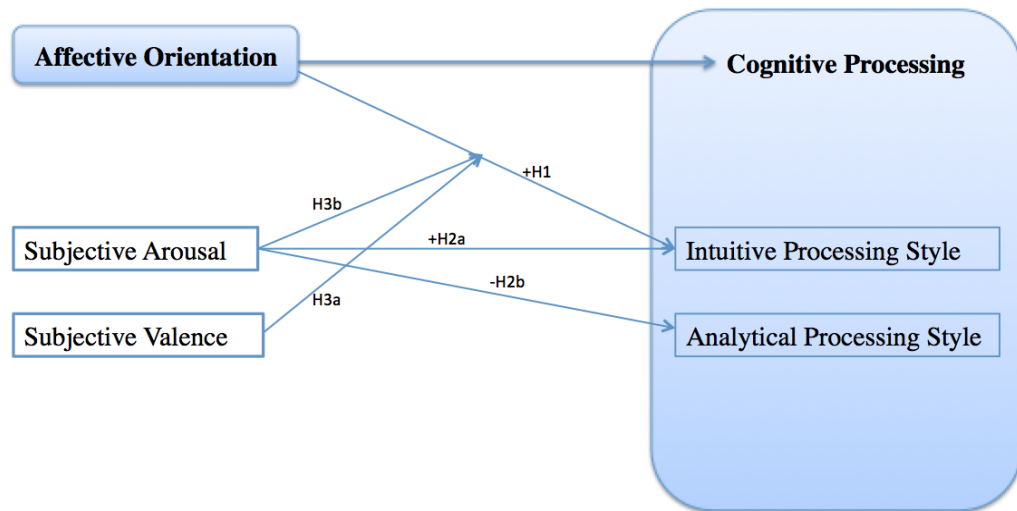 Affective Orientation
Cognitive Processing
+H1
H3b
Subjective Arousal
+H2a
Intuitive Processing Style
-H2b
H3a
Subjective Valence
Analytical Processing Style